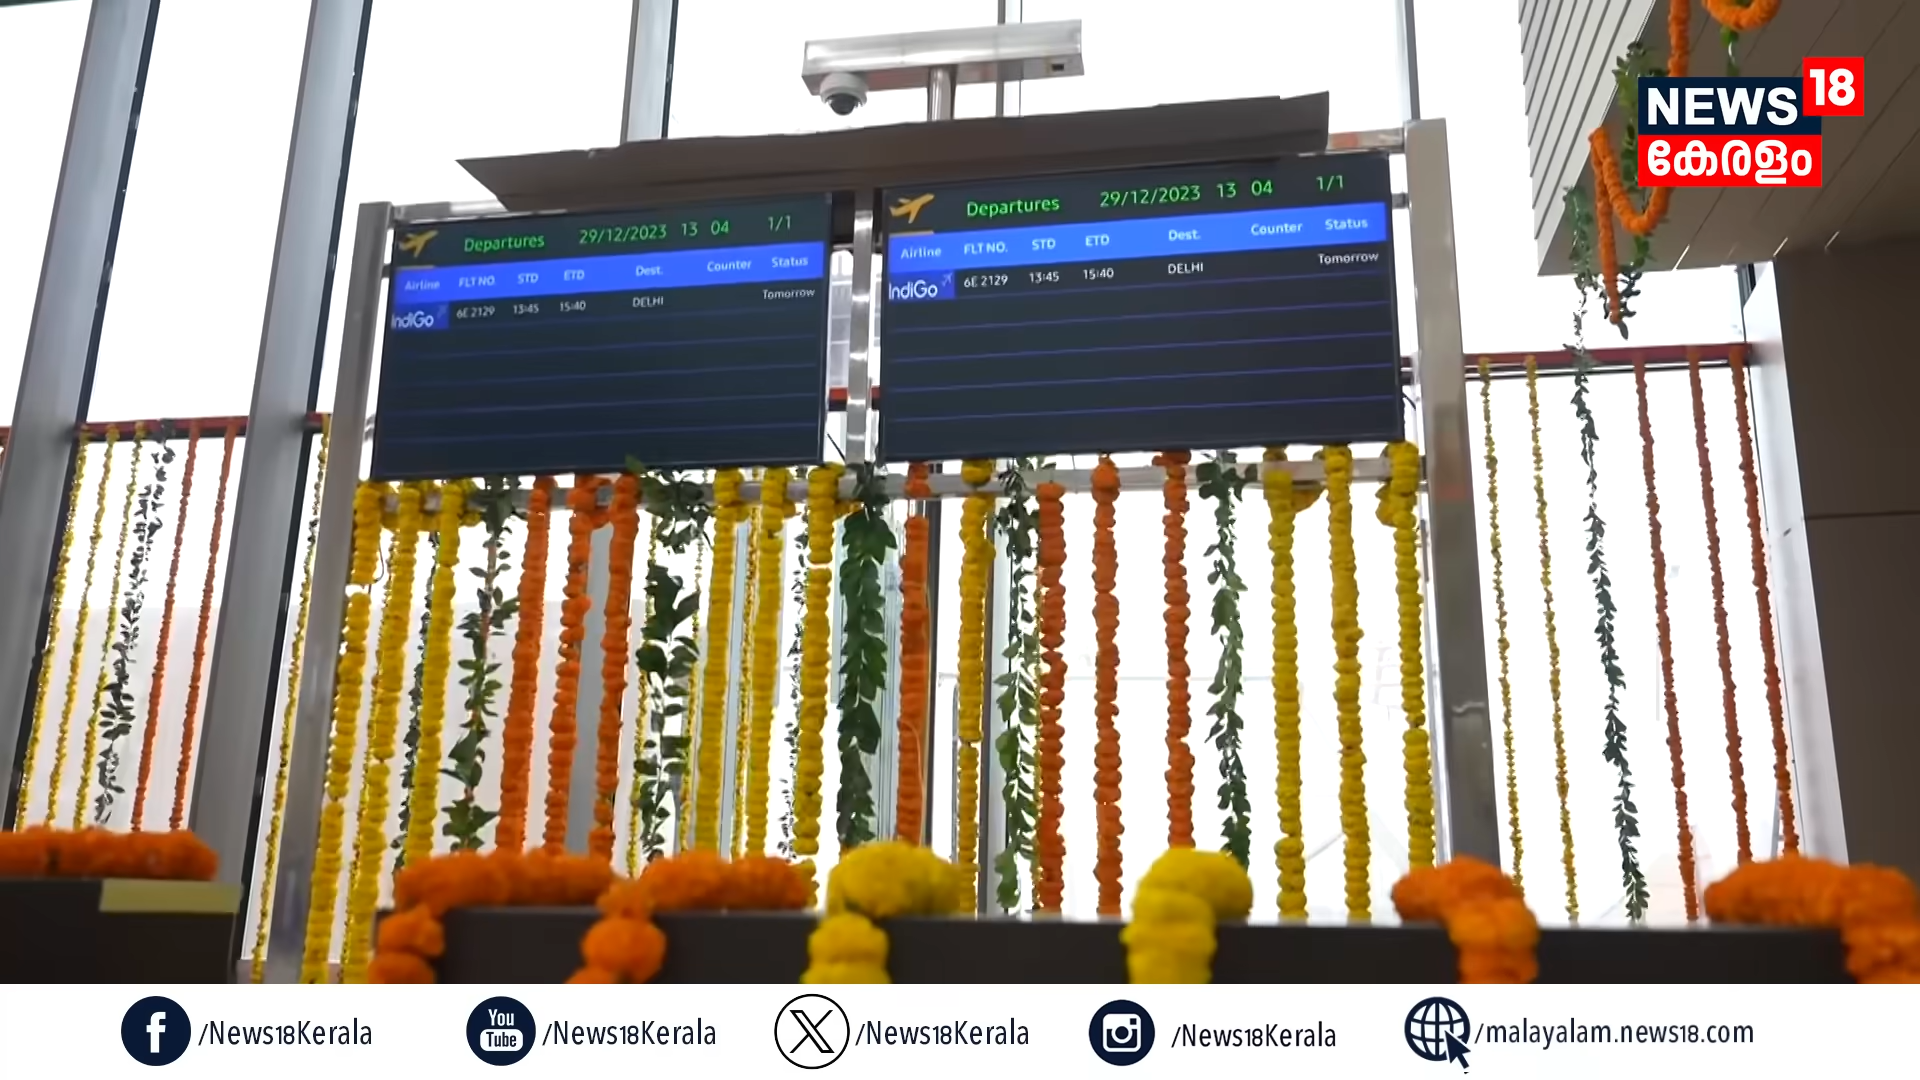 NEWS 18
കേരളം
Departures 29/12/2023 13 04 1/1
Airline FLT NO. STD ETD Dest. Counter Status
IndiGo 6E 2129 13:45 15:40 DELHI Tomorrow
Departures 29/12/2023 13 04 1/1
Airline FLT NO. STD ETD Dest. Counter Status
IndiGo 6E 2129 13:45 15:40 DELHI Tomorrow
/News18Kerala
You Tube /News18Kerala
/News18Kerala
/News18Kerala
/malayalam.news18.com